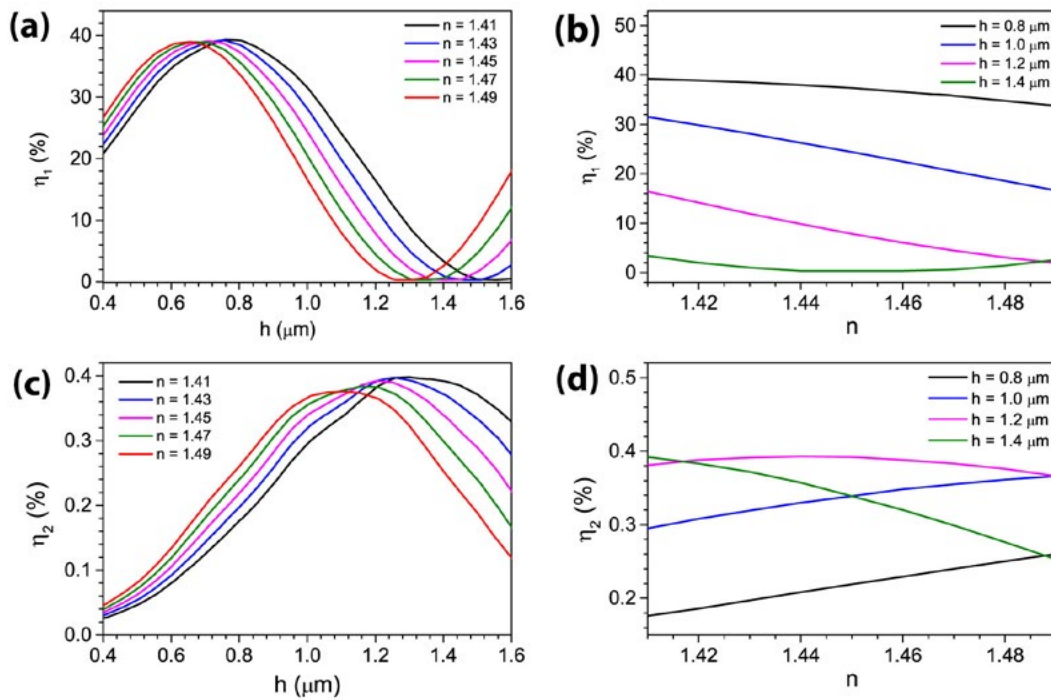 (a)
50
40
30
20
10
0
η₁ (%)
n = 1.41
n = 1.43
n = 1.45
n = 1.47
n = 1.49
0.4 0.6 0.8 1.0 1.2 1.4 1.6
h (μm)
(b)
50
40
30
20
10
0
η₁ (%)
h = 0.8 μm
h = 1.0 μm
h = 1.2 μm
h = 1.4 μm
1.42 1.44 1.46 1.48
n
(c)
0.4
0.3
0.2
0.1
0.0
η₂ (%)
n = 1.41
n = 1.43
n = 1.45
n = 1.47
n = 1.49
0.4 0.6 0.8 1.0 1.2 1.4 1.6
h (μm)
(d)
0.5
0.4
0.3
0.2
η₂ (%)
h = 0.8 μm
h = 1.0 μm
h = 1.2 μm
h = 1.4 μm
1.42 1.44 1.46 1.48
n